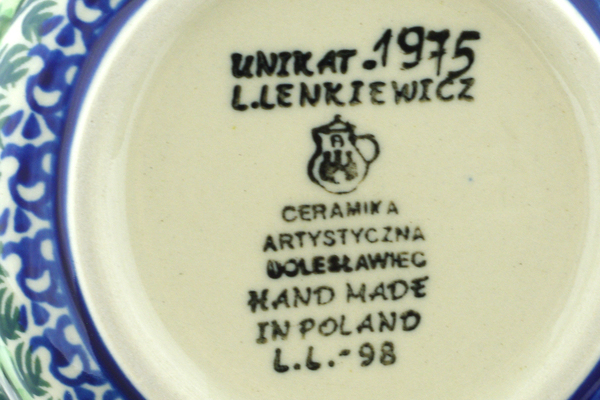 UNIKAT.1975
L.LENKIEWICZ
A
CERAMIKA
ARTYSTYCZNA
BOLESŁAWIEC
HAND MADE
IN POLAND
L.L.-98